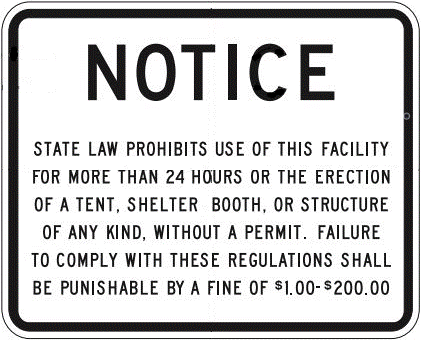 NOTICE
STATE LAW PROHIBITS USE OF THIS FACILITY
FOR MORE THAN 24 HOURS OR THE ERECTION
OF A TENT, SHELTER BOOTH, OR STRUCTURE
OF ANY KIND, WITHOUT A PERMIT. FAILURE
TO COMPLY WITH THESE REGULATIONS SHALL
BE PUNISHABLE BY A FINE OF $1.00-$200.00